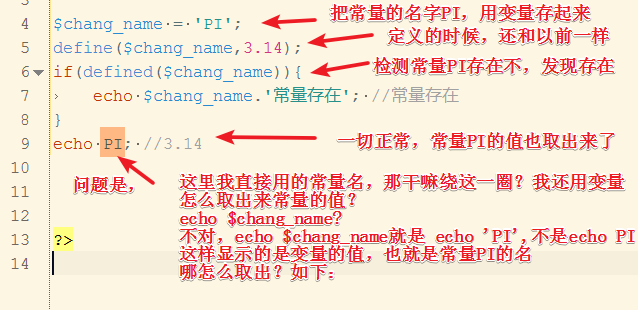 4 $chang_name = 'PI'; 把常量的名字PI，用变量存起来
5 define($chang_name,3.14); 定义的时候，还和以前一样
6 if(defined($chang_name)){ 检测常量PI存在不，发现存在
7 echo $chang_name.'常量存在'; //常量存在
8 }
9 echo PI; //3.14 一切正常，常量PI的值也取出来了
10
问题是， 这里我直接用的常量名，那干嘛绕这一圈？我还用变量
11 怎么取出来常量的值？
12 echo $chang_name?
13 ?> 不对，echo $chang_name就是 echo 'PI',不是echo PI
14 这样显示的是变量的值，也就是常量PI的名
哪怎么取出？如下：